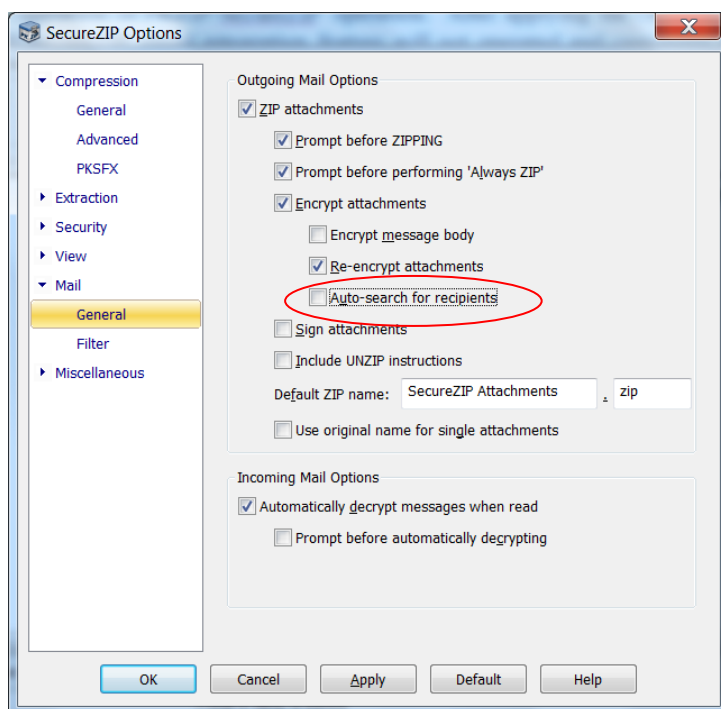 SecureZIP Options
Compression
General
Advanced
PKSFX
Extraction
Security
View
Mail
General
Filter
Miscellaneous
Outgoing Mail Options
ZIP attachments
Prompt before ZIPPING
Prompt before performing 'Always ZIP'
Encrypt attachments
Encrypt message body
Re-encrypt attachments
Auto-search for recipients
Sign attachments
Include UNZIP instructions
Default ZIP name: SecureZIP Attachments . zip
Use original name for single attachments
Incoming Mail Options
Automatically decrypt messages when read
Prompt before automatically decrypting
OK Cancel Apply Default Help